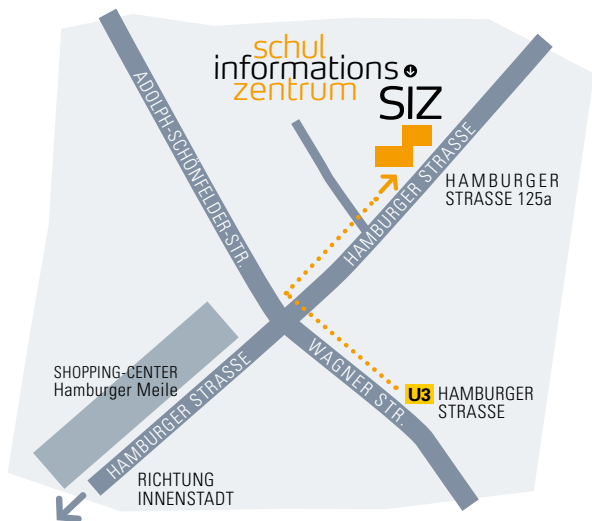 schul
informations
zentrum
SIZ
ADOLPH-SCHÖNFELDER-STR.
HAMBURGER STRASSE
HAMBURGER
STRASSE 125a
WAGNER STR.
SHOPPING-CENTER
Hamburger Meile
HAMBURGER STRASSE
U3 HAMBURGER
STRASSE
RICHTUNG
INNENSTADT